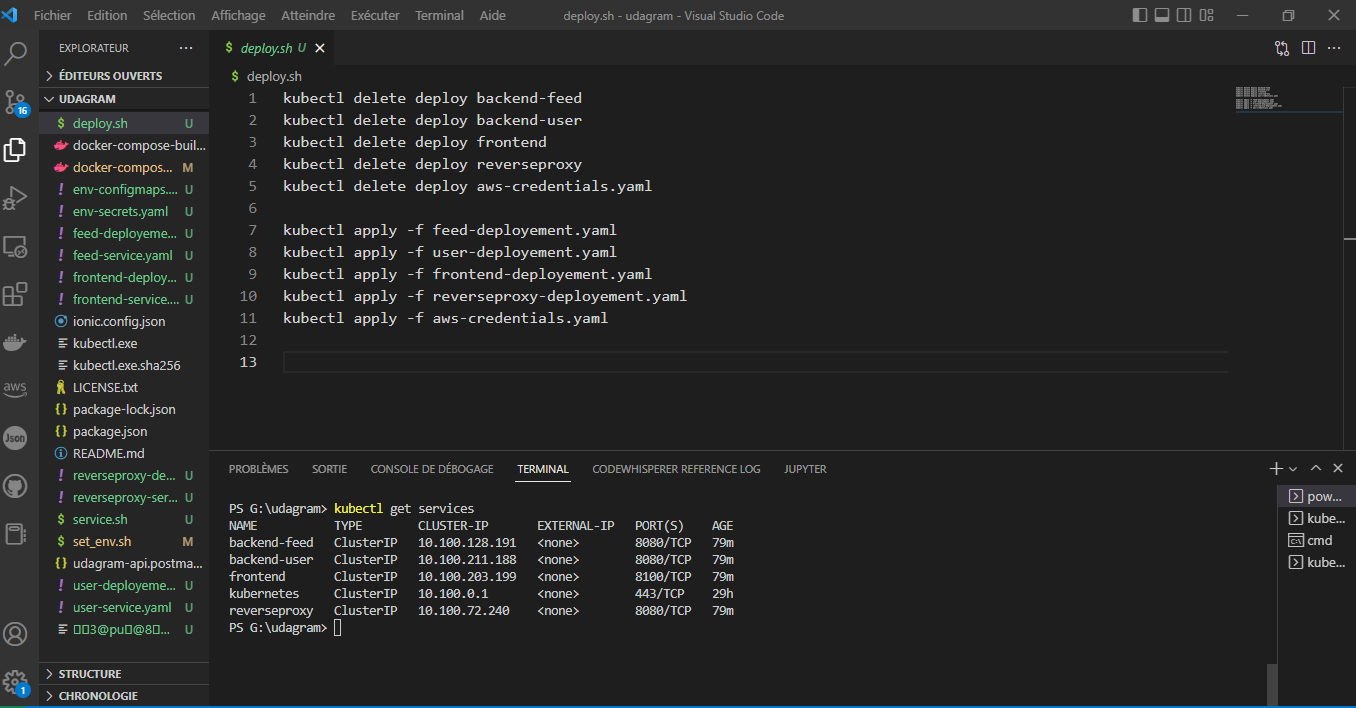 Fichier Edition Sélection Affichage Atteindre Exécuter Terminal Aide deploy.sh - udagram - Visual Studio Code
EXPLORATEUR ...
ÉDITEURS OUVERTS
UDAGRAM
$ deploy.sh U
docker-compose-buil...
docker-compos... M
! env-configmaps.... U
! env-secrets.yaml U
! feed-deployeme... U
! feed-service.yaml U
! frontend-deploy... U
! frontend-service.... U
ionic.config.json
kubectl.exe
kubectl.exe.sha256
LICENSE.txt
{} package-lock.json
{} package.json
README.md
! reverseproxy-de... U
! reverseproxy-ser... U
$ service.sh U
$ set_env.sh M
{} udagram-api.postma...
! user-deployeme... U
! user-service.yaml U
3@pu @8 ... U
STRUCTURE
CHRONOLOGIE
16
aws
Json
1
$ deploy.sh U
$ deploy.sh
1 kubectl delete deploy backend-feed
2 kubectl delete deploy backend-user
3 kubectl delete deploy frontend
4 kubectl delete deploy reverseproxy
5 kubectl delete deploy aws-credentials.yaml
6
7 kubectl apply -f feed-deployement.yaml
8 kubectl apply -f user-deployement.yaml
9 kubectl apply -f frontend-deployement.yaml
10 kubectl apply -f reverseproxy-deployement.yaml
11 kubectl apply -f aws-credentials.yaml
12
13
PROBLÈMES SORTIE CONSOLE DE DÉBOGAGE TERMINAL CODEWHISPERER REFERENCE LOG JUPYTER
PS G:\udagram> kubectl get services
NAME TYPE CLUSTER-IP EXTERNAL-IP PORT(S) AGE
backend-feed ClusterIP 10.100.128.191 <none> 8080/TCP 79m
backend-user ClusterIP 10.100.211.188 <none> 8080/TCP 79m
frontend ClusterIP 10.100.203.199 <none> 8100/TCP 79m
kubernetes ClusterIP 10.100.0.1 <none> 443/TCP 29h
reverseproxy ClusterIP 10.100.72.240 <none> 8080/TCP 79m
PS G:\udagram>
pow...
kube...
cmd
kube...